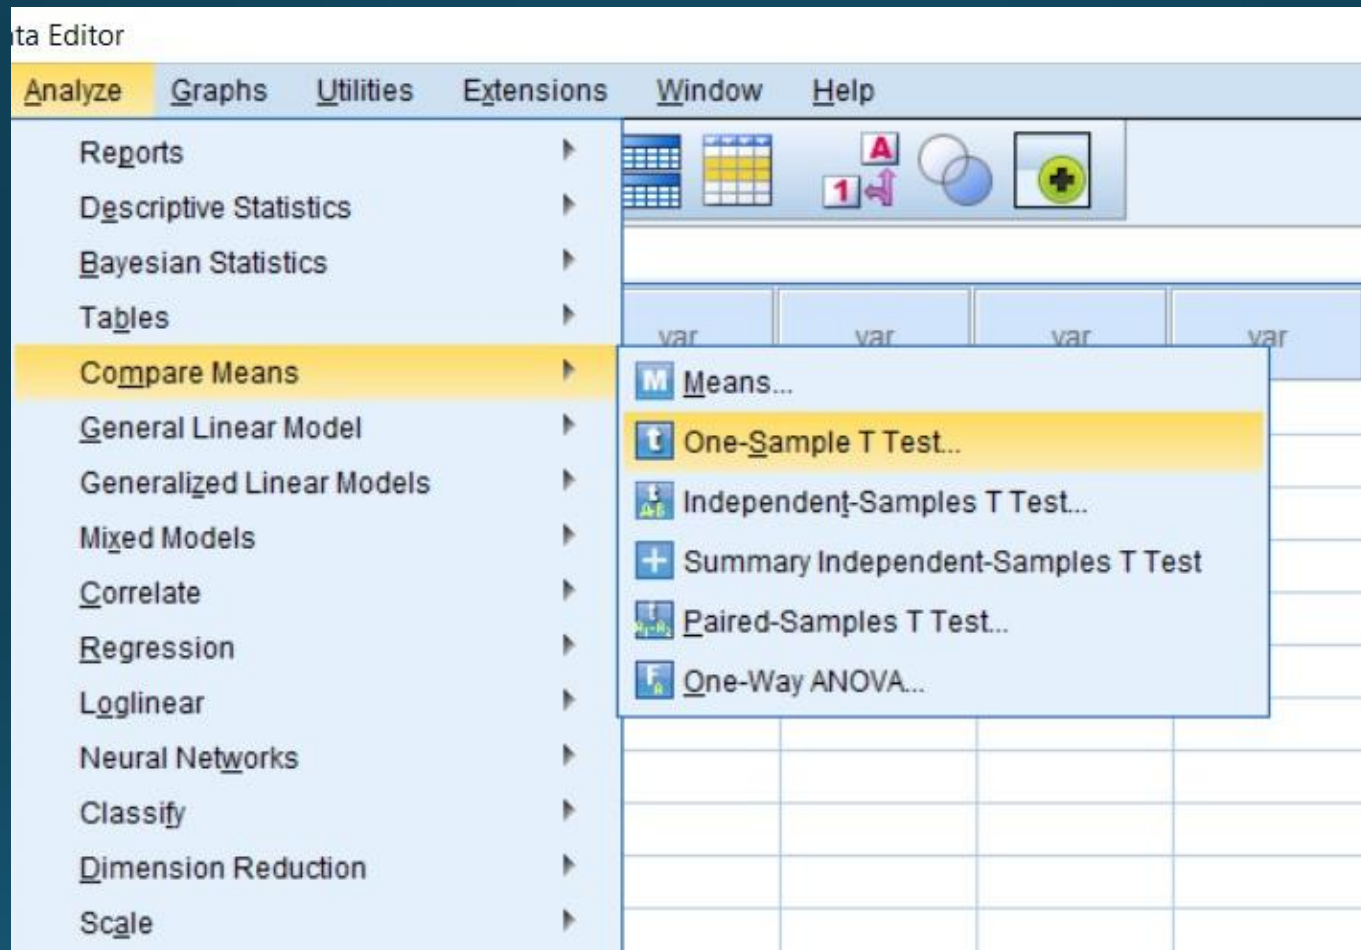 ta Editor
Analyze Graphs Utilities Extensions Window Help
Reports
Descriptive Statistics
Bayesian Statistics
Tables
Compare Means
General Linear Model
Generalized Linear Models
Mixed Models
Correlate
Regression
Loglinear
Neural Networks
Classify
Dimension Reduction
Scale
A
1
var var var var
M Means...
t One-Sample T Test...
Independent-Samples T Test...
Summary Independent-Samples T Test
Paired-Samples T Test...
One-Way ANOVA...